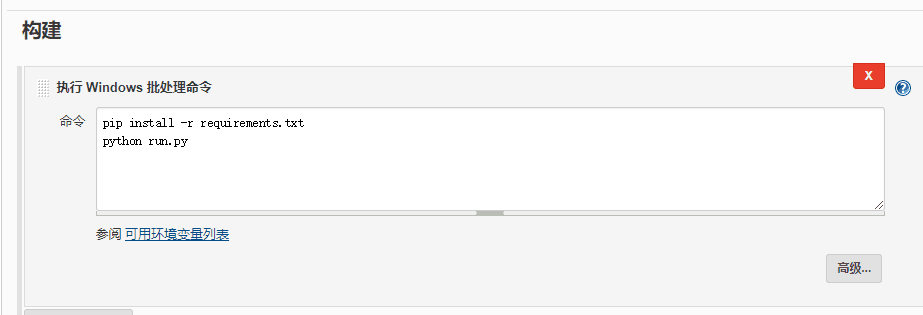 构建
执行 Windows 批处理命令
X
命令
pip install -r requirements.txt
python run.py
参阅 可用环境变量列表
高级...